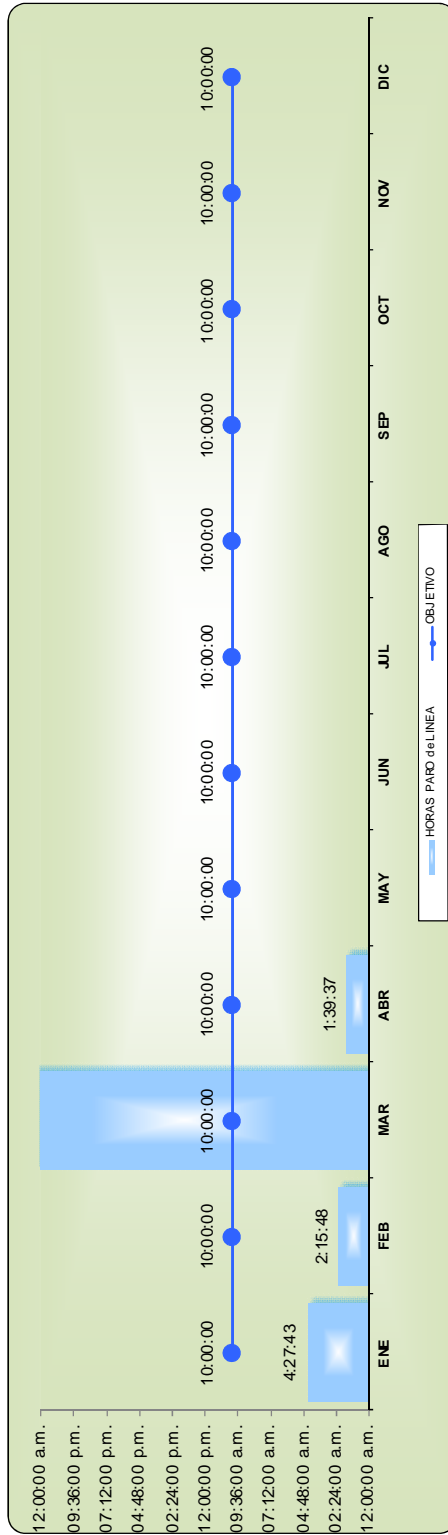 12:00:00 a.m.
09:36:00 p.m.
07:12:00 p.m.
04:48:00 p.m.
02:24:00 p.m.
12:00:00 p.m.
09:36:00 a.m.
07:12:00 a.m.
04:48:00 a.m.
02:24:00 a.m.
12:00:00 a.m.
10:00:00 10:00:00 10:00:00 10:00:00 10:00:00 10:00:00 10:00:00 10:00:00 10:00:00 10:00:00 10:00:00 10:00:00
4:27:43 2:15:48 1:39:37
ENE FEB MAR ABR MAY JUN JUL AGO SEP OCT NOV DIC
HORAS PARO de LINEA OBJETIVO